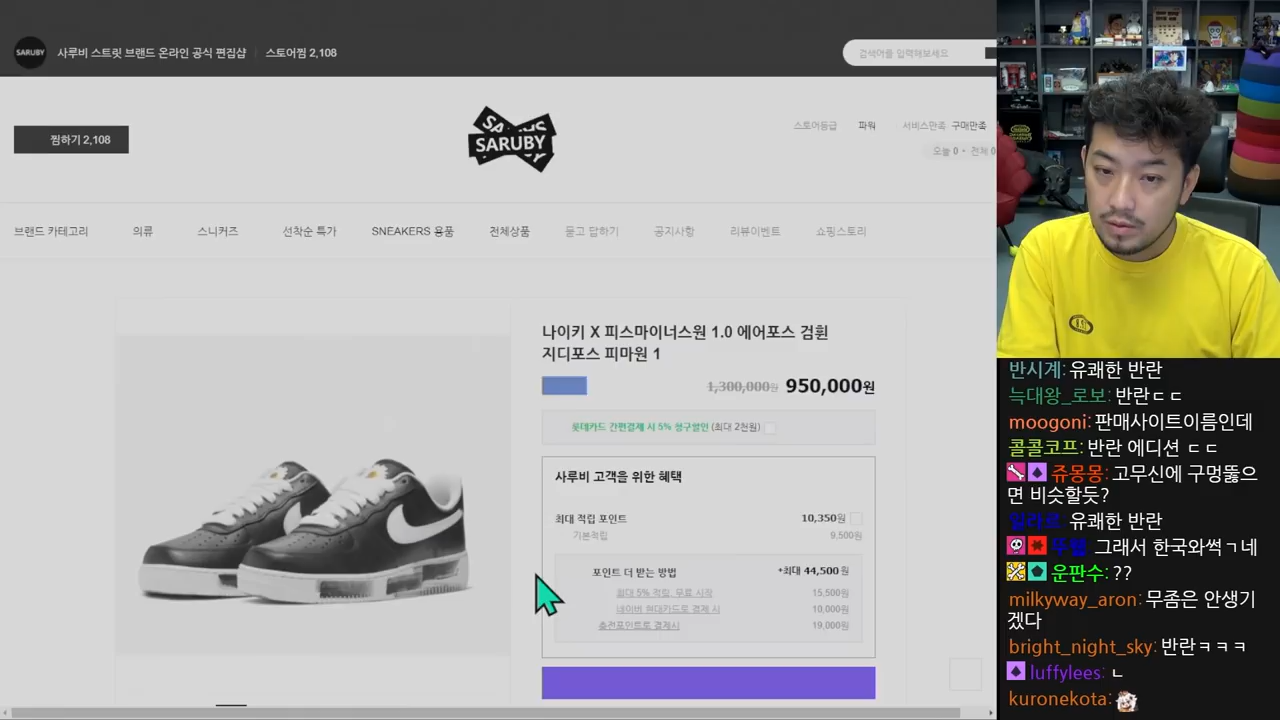 SARUBY 사루비 스트릿 브랜드 온라인 공식 편집샵 스토어찜 2,108
검색어를 입력해보세요
찜하기 2,108
SARUBY
스토어등급 파워 서비스만족 구매만족
오늘 0 · 전체 0
브랜드 카테고리 의류 스니커즈 선착순 특가 SNEAKERS 용품 전체상품 묻고 답하기 공지사항 리뷰이벤트 쇼핑스토리
나이키 X 피스마이너스원 1.0 에어포스 검흰
지디포스 피마원 1
1,300,000원 950,000원
롯데카드 간편결제 시 5% 청구할인 (최대 2천원)
사루비 고객을 위한 혜택
최대 적립 포인트 10,350원
기본적립 9,500원
포인트 더 받는 방법 +최대 44,500원
최대 5% 적립, 무료 시작 15,500원
네이버 현대카드로 결제 시 10,000원
충전포인트로 결제시 19,000원
반시계: 유쾌한 반란
늑대왕_로보: 반란ㄷㄷ
moogoni: 판매사이트이름인데
콜콜코프: 반란 에디션 ㄷㄷ
쥬몽몽: 고무신에 구멍뚫으
면 비슷할듯?
일라르: 유쾌한 반란
그래서 한국와썩ㄱ네
운판수: ??
milkyway_aron: 무좀은 안생기
겠다
bright_night_sky: 반란ㅋㅋㅋ
luffylees: ㄴ
kuronekota: